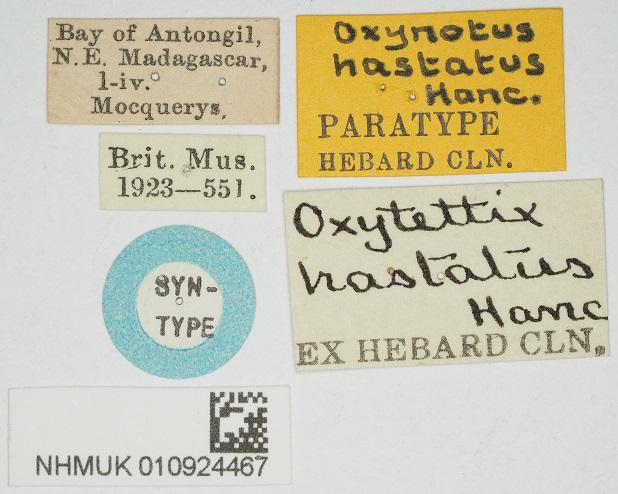 Bay of Antongil,
N.E. Madagascar,
1-iv.
Mocquerys,
Oxynotus
hastatus
Hanc.
PARATYPE
HEBARD CLN.
Brit. Mus.
1923—551.
Oxytettix
hastatus
Hanc
EX HEBARD CLN.
SYN-
TYPE
NHMUK 010924467